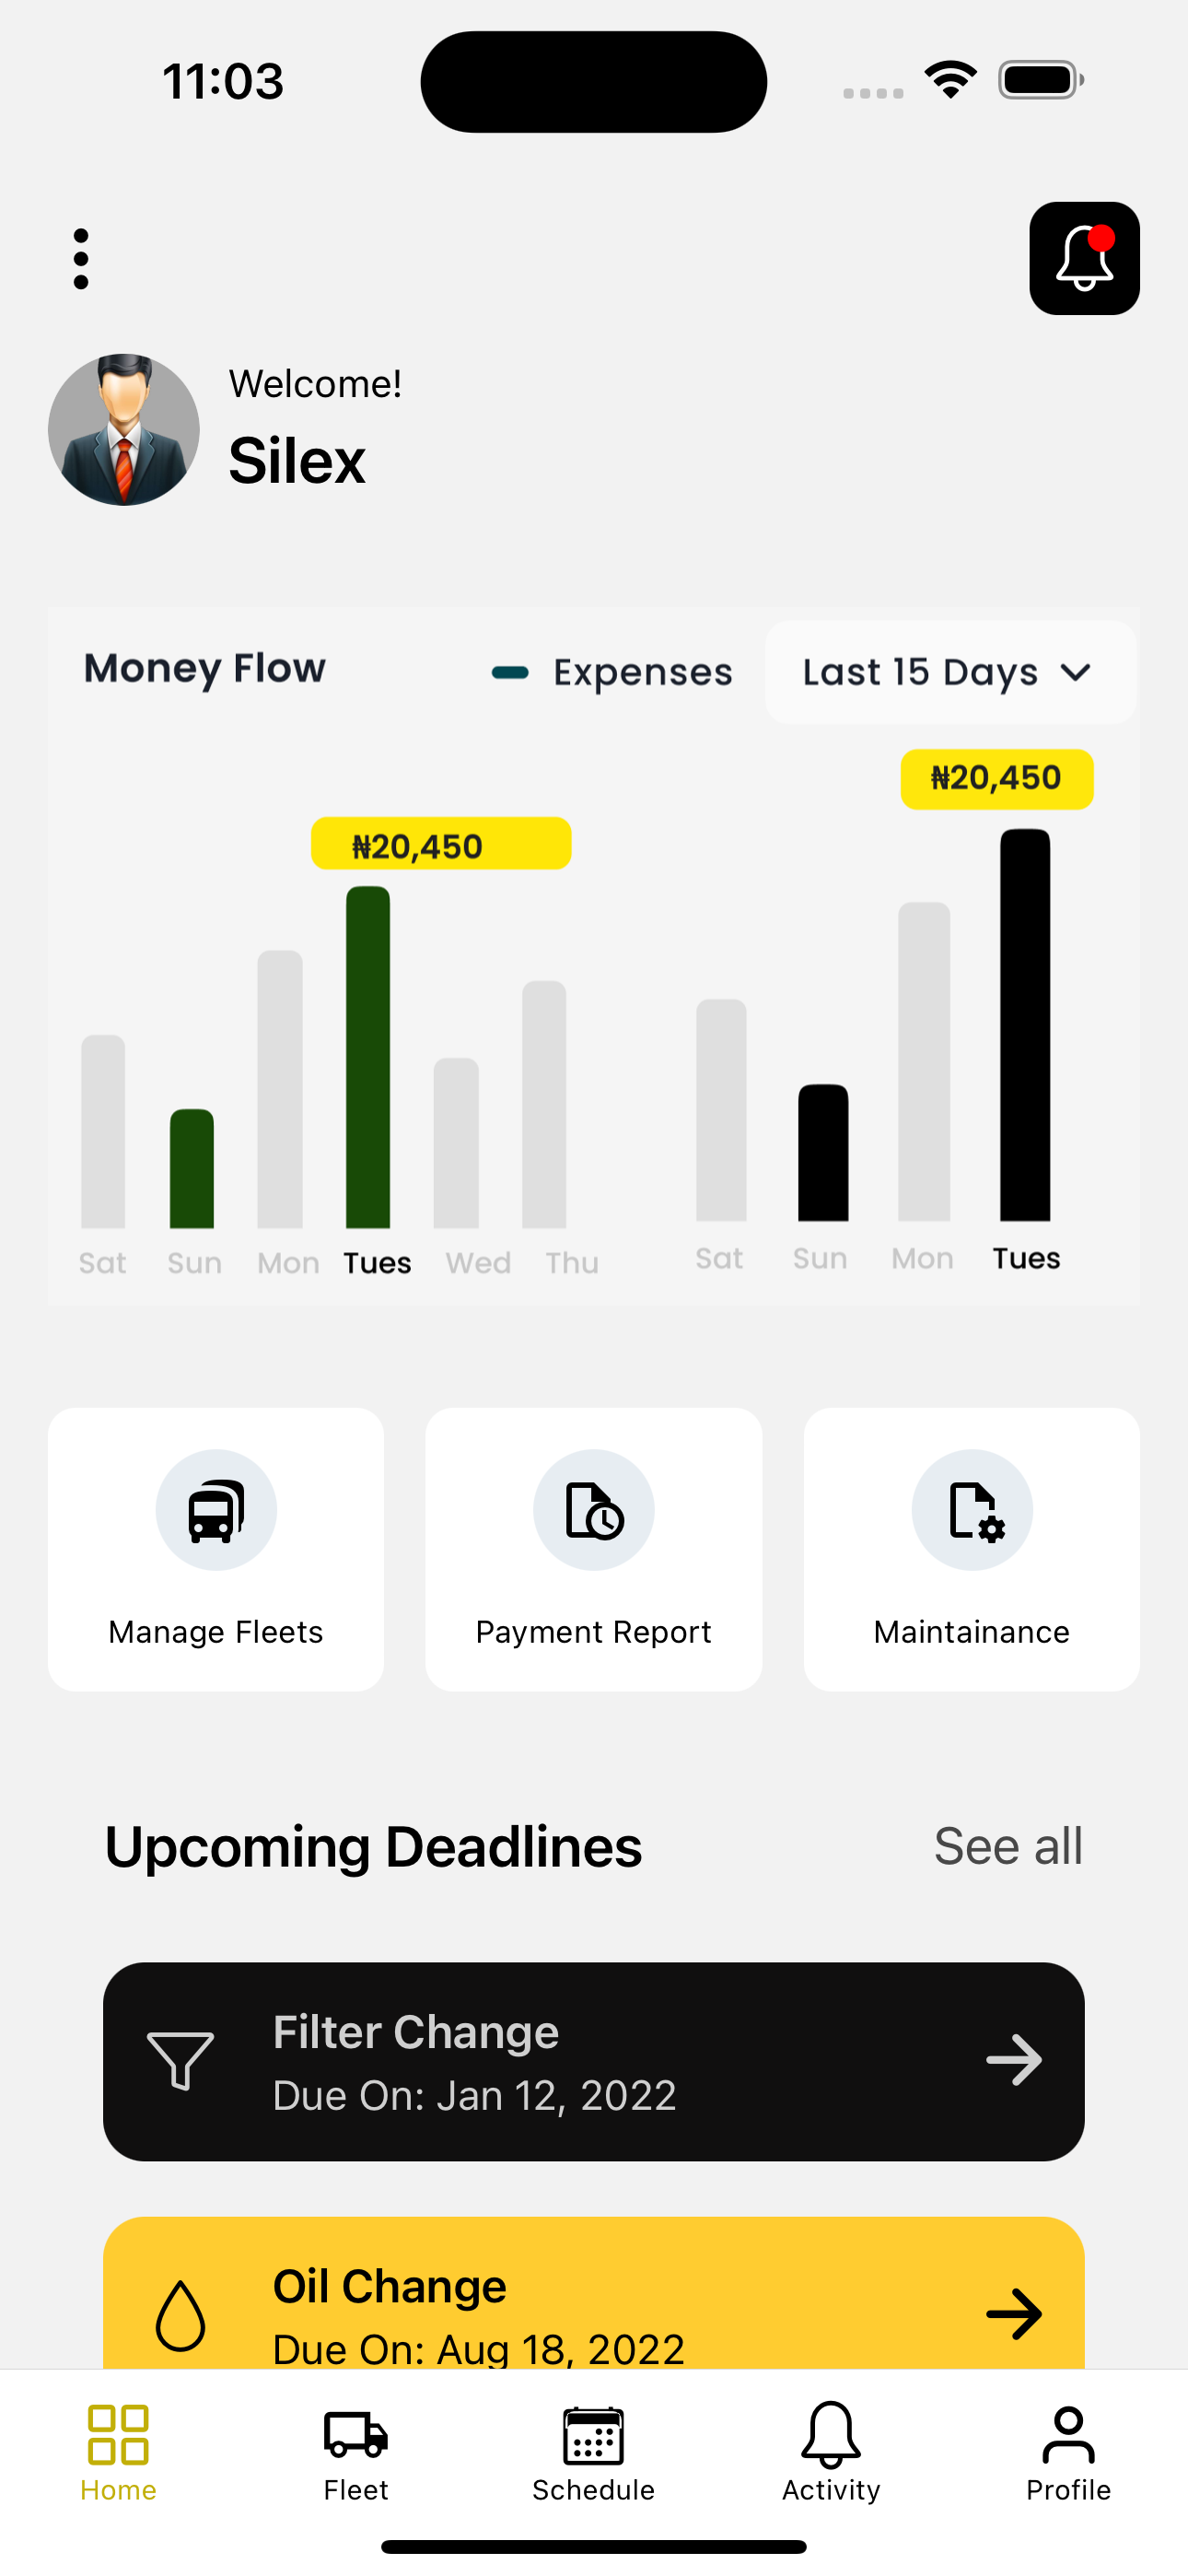 11:03
Welcome!
Silex
Money Flow
Expenses
Last 15 Days
₦20,450
₦20,450
Sat Sun Mon Tues Wed Thu
Sat Sun Mon Tues
Manage Fleets
Payment Report
Maintainance
Upcoming Deadlines
See all
Filter Change
Due On: Jan 12, 2022
Oil Change
Due On: Aug 18, 2022
Home
Fleet
Schedule
Activity
Profile